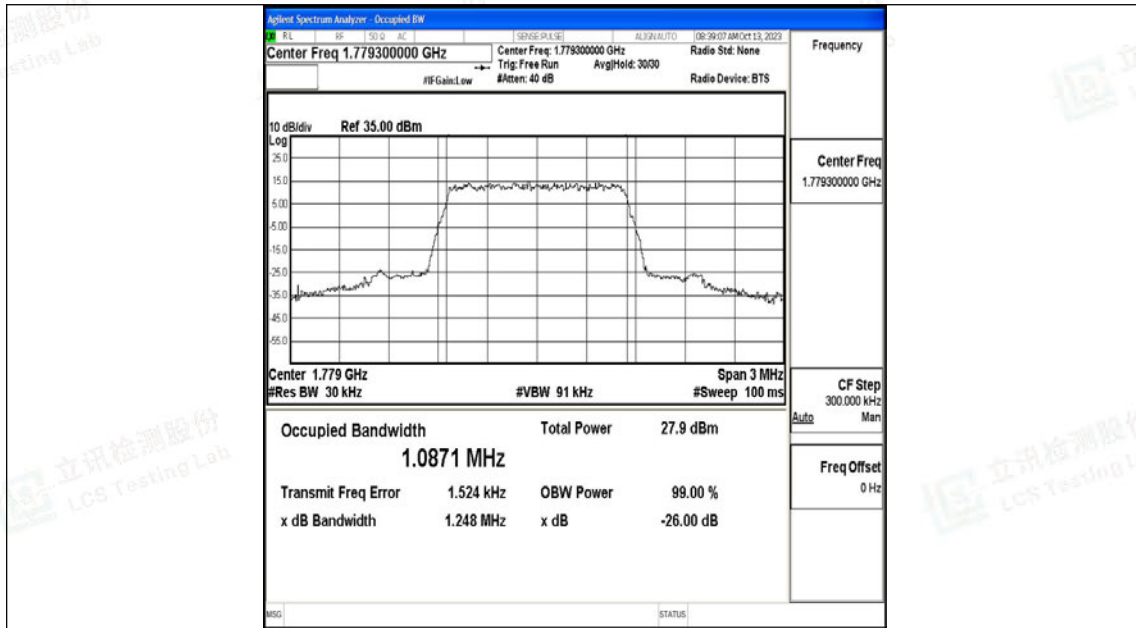 Agilent Spectrum Analyzer - Occupied BW
RL RF 50 Ω AC SENSE:PULSE ALIGNAUTO 08:39:07 AM Oct 13, 2023
Center Freq 1.779300000 GHz
Center Freq: 1.779300000 GHz
Radio Std: None
Trig: Free Run Avg|Hold: 30/30
#IFGain:Low
#Atten: 40 dB
Radio Device: BTS
Frequency
10 dB/div Ref 35.00 dBm
Log
25.0
15.0
5.00
-5.00
-15.0
-25.0
-35.0
-45.0
-55.0
Center 1.779 GHz Span 3 MHz
#Res BW 30 kHz #VBW 91 kHz #Sweep 100 ms
Occupied Bandwidth
1.0871 MHz
Total Power 27.9 dBm
Transmit Freq Error 1.524 kHz OBW Power 99.00 %
x dB Bandwidth 1.248 MHz x dB -26.00 dB
Center Freq
1.779300000 GHz
CF Step
300.000 kHz
Auto Man
Freq Offset
0 Hz
MSG STATUS
立讯检测股份
LCS Testing Lab
立讯检测股份
LCS Testing L